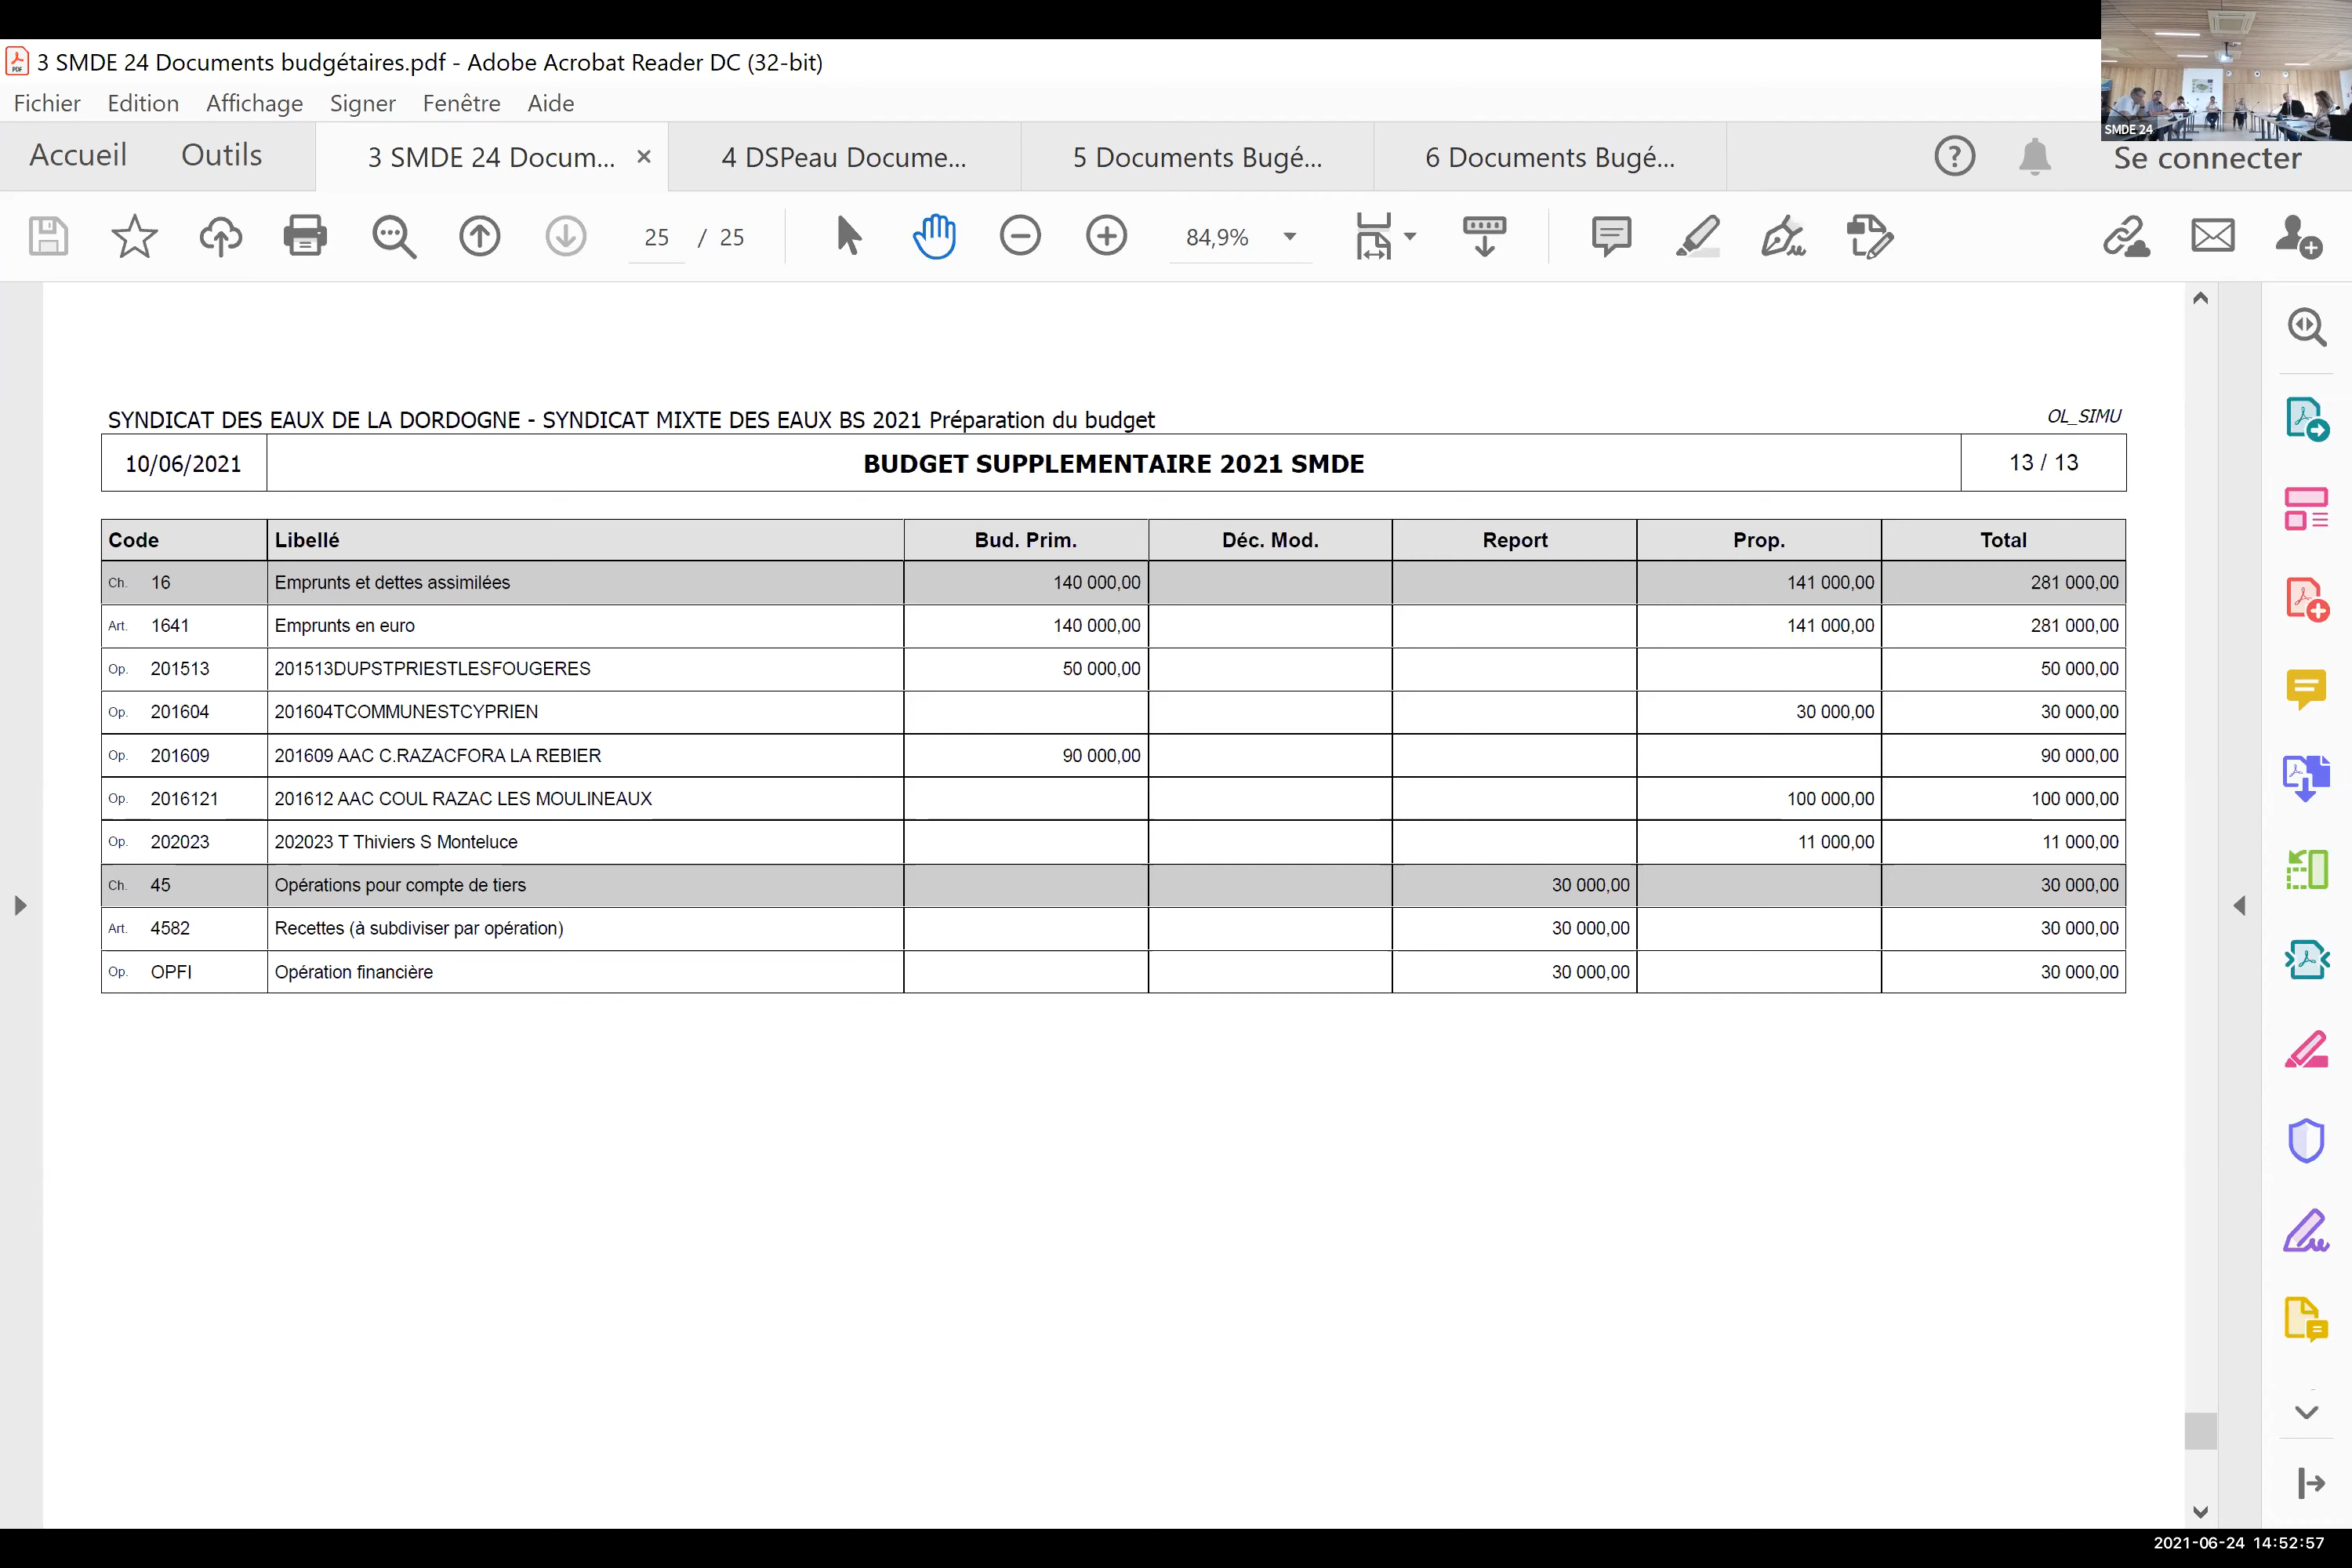 3 SMDE 24 Documents budgétaires.pdf - Adobe Acrobat Reader DC (32-bit)
SMDE 24
Fichier Edition Affichage Signer Fenêtre Aide
Accueil Outils 3 SMDE 24 Docum... × 4 DSPeau Docume... 5 Documents Bugé... 6 Documents Bugé... Se connecter
25 / 25 84,9%
SYNDICAT DES EAUX DE LA DORDOGNE - SYNDICAT MIXTE DES EAUX BS 2021 Préparation du budget OL_SIMU
10/06/2021 BUDGET SUPPLEMENTAIRE 2021 SMDE 13 / 13
Code Libellé Bud. Prim. Déc. Mod. Report Prop. Total
Ch. 16 Emprunts et dettes assimilées 140 000,00 141 000,00 281 000,00
Art. 1641 Emprunts en euro 140 000,00 141 000,00 281 000,00
Op. 201513 201513DUPSTPRIESTLESFOUGERES 50 000,00 50 000,00
Op. 201604 201604TCOMMUNESTCYPRIEN 30 000,00 30 000,00
Op. 201609 201609 AAC C.RAZACFORA LA REBIER 90 000,00 90 000,00
Op. 2016121 201612 AAC COUL RAZAC LES MOULINEAUX 100 000,00 100 000,00
Op. 202023 202023 T Thiviers S Monteluce 11 000,00 11 000,00
Ch. 45 Opérations pour compte de tiers 30 000,00 30 000,00
Art. 4582 Recettes (à subdiviser par opération) 30 000,00 30 000,00
Op. OPFI Opération financière 30 000,00 30 000,00
2021-06-24 14:52:57